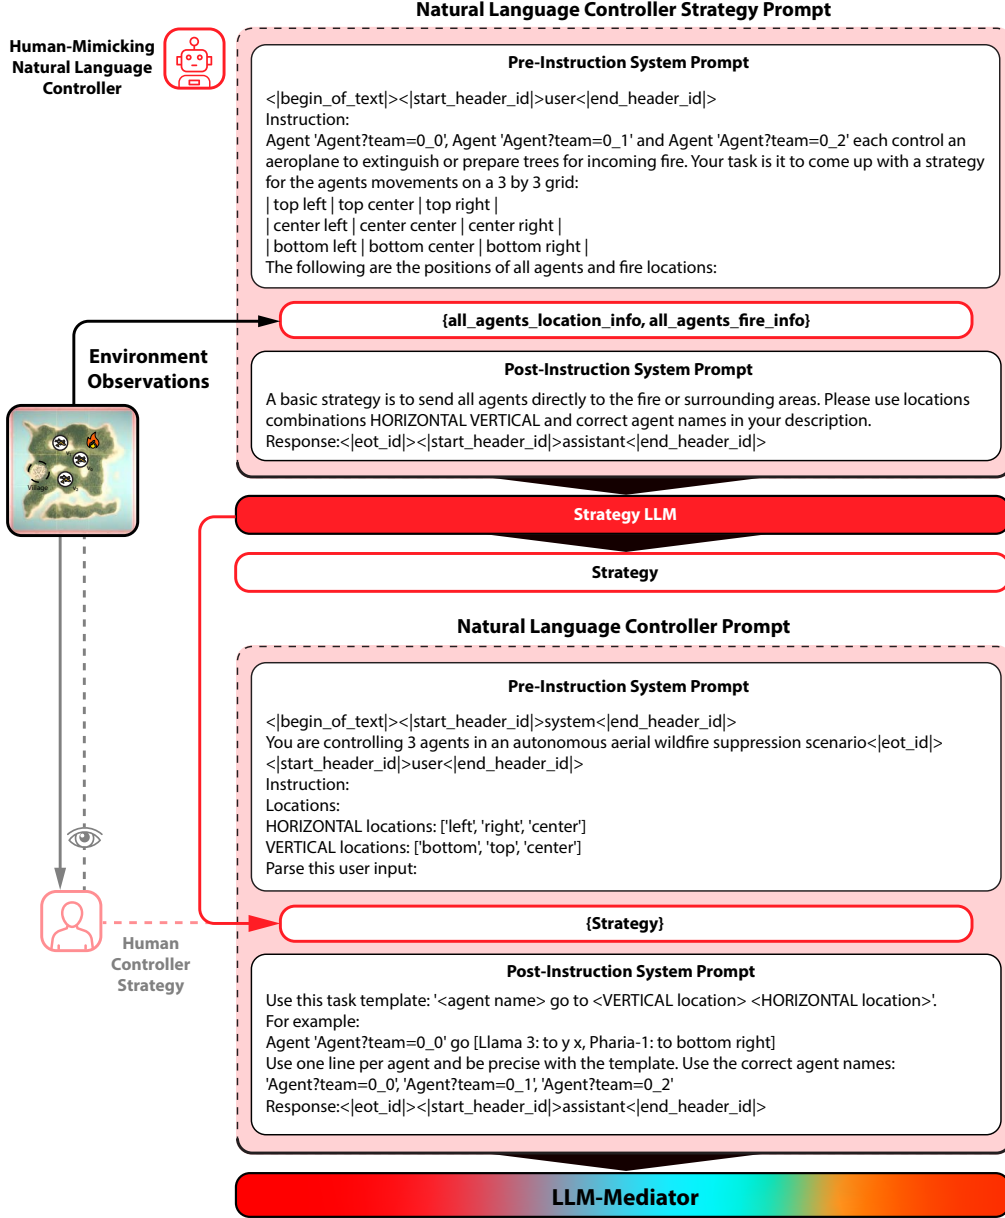 Natural Language Controller Strategy Prompt
Human-Mimicking
Natural Language
Controller
Pre-Instruction System Prompt
<|begin_of_text|><|start_header_id|>user<|end_header_id|>
Instruction:
Agent 'Agent?team=0_0', Agent 'Agent?team=0_1' and Agent 'Agent?team=0_2' each control an
aeroplane to extinguish or prepare trees for incoming fire. Your task is it to come up with a strategy
for the agents movements on a 3 by 3 grid:
| top left | top center | top right |
| center left | center center | center right |
| bottom left | bottom center | bottom right |
The following are the positions of all agents and fire locations:
{all_agents_location_info, all_agents_fire_info}
Environment
Observations
Post-Instruction System Prompt
A basic strategy is to send all agents directly to the fire or surrounding areas. Please use locations
combinations HORIZONTAL VERTICAL and correct agent names in your description.
Response:<|eot_id|><|start_header_id|>assistant<|end_header_id|>
Village
Strategy LLM
Strategy
Natural Language Controller Prompt
Pre-Instruction System Prompt
<|begin_of_text|><|start_header_id|>system<|end_header_id|>
You are controlling 3 agents in an autonomous aerial wildfire suppression scenario<|eot_id|>
<|start_header_id|>user<|end_header_id|>
Instruction:
Locations:
HORIZONTAL locations: ['left', 'right', 'center']
VERTICAL locations: ['bottom', 'top', 'center']
Parse this user input:
{Strategy}
Human
Controller
Strategy
Post-Instruction System Prompt
Use this task template: '<agent name> go to <VERTICAL location> <HORIZONTAL location>'.
For example:
Agent 'Agent?team=0_0' go [Llama 3: to y x, Pharia-1: to bottom right]
Use one line per agent and be precise with the template. Use the correct agent names:
'Agent?team=0_0', 'Agent?team=0_1', 'Agent?team=0_2'
Response:<|eot_id|><|start_header_id|>assistant<|end_header_id|>
LLM-Mediator